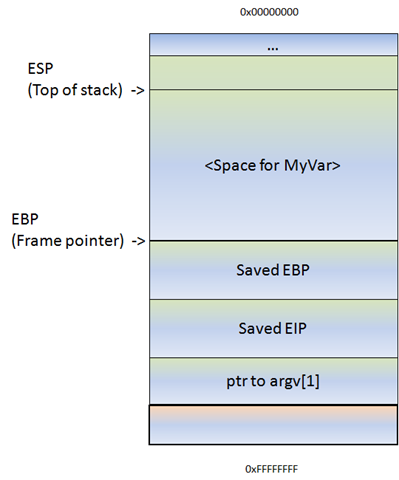 0x00000000
...
ESP
(Top of stack) ->
<Space for MyVar>
EBP
(Frame pointer) ->
Saved EBP
Saved EIP
ptr to argv[1]
0xFFFFFFFF